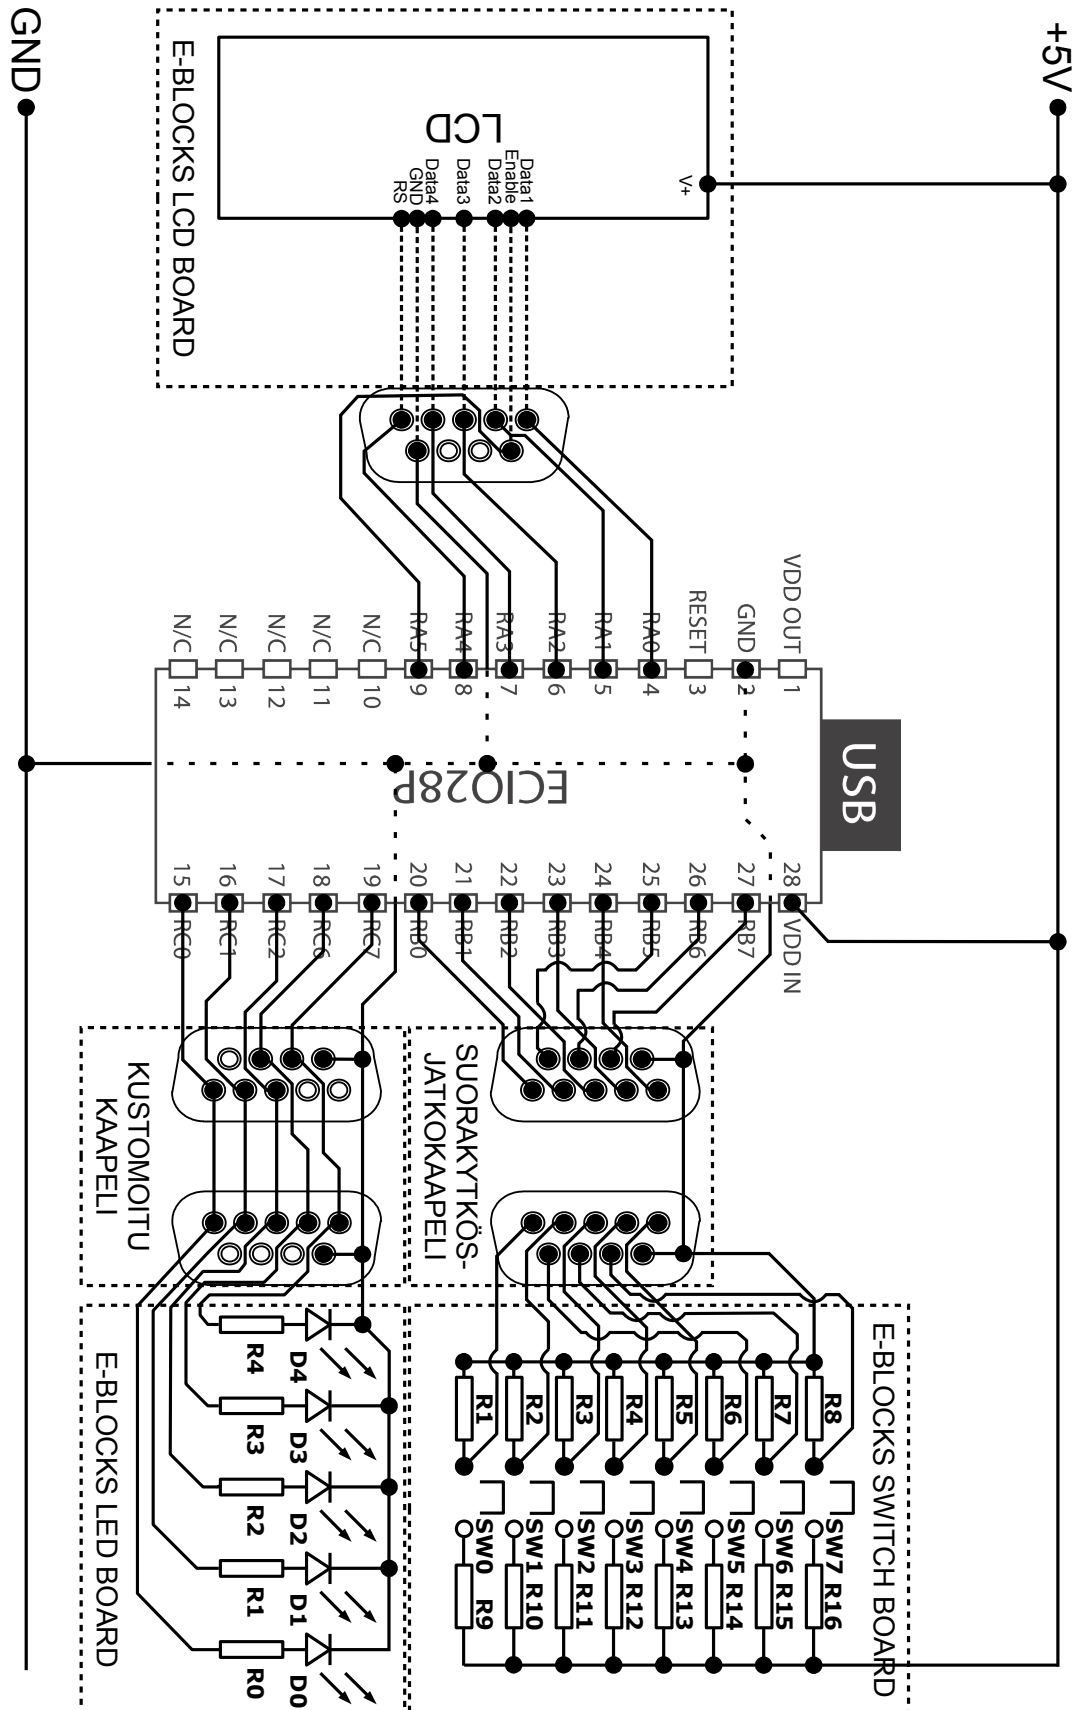 GND
+5V
E-BLOCKS LCD BOARD
LCD
V+
Data1
Enable
Data2
Data3
Data4
GND
RS
VDD OUT
GND
RESET
RA0
RA1
RA2
RA3
RA4
RA5
N/C
N/C
N/C
N/C
N/C
1
2
3
4
5
6
7
8
9
10
11
12
13
14
USB
ECIO28P
28
27
26
25
24
23
22
21
20
19
18
17
16
15
VDD IN
RB7
RB6
RB5
RB4
RB3
RB2
RB1
RB0
RC7
RC6
RC2
RC1
RC0
SUORAKYTKÖS-
JATKOKAAPELI
KUSTOMOITU
KAAPELI
E-BLOCKS SWITCH BOARD
R8
R7
R6
R5
R4
R3
R2
R1
SW7 R16
SW6 R15
SW5 R14
SW4 R13
SW3 R12
SW2 R11
SW1 R10
SW0 R9
E-BLOCKS LED BOARD
D4
R4
D3
R3
D2
R2
D1
R1
D0
R0